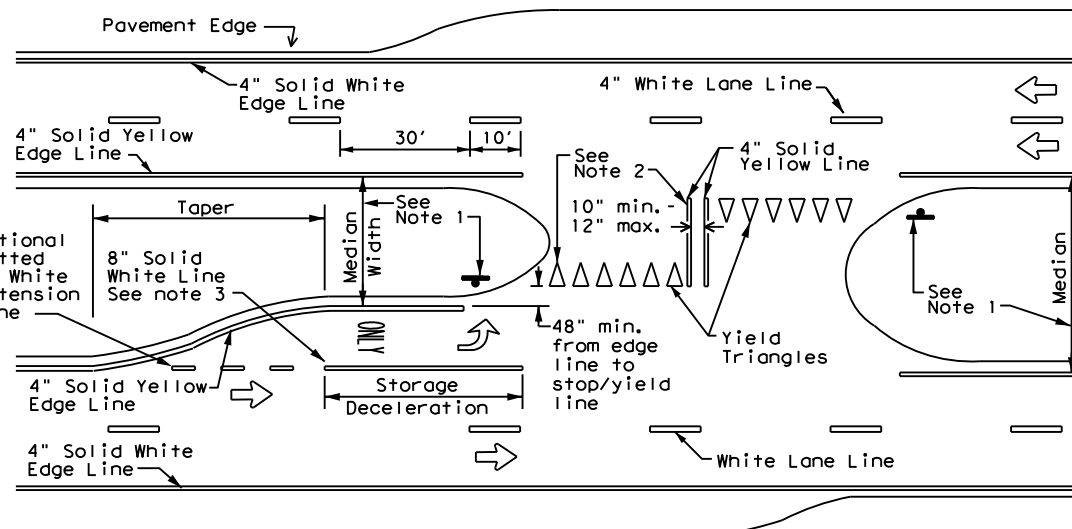 Pavement Edge
4" Solid White
Edge Line
4" White Lane Line
4" Solid Yellow
Edge Line
30'
10'
See
Note 2
4" Solid
Yellow Line
Taper
See
Note 1
Median
Width
10" min.
12" max.
8" Solid
White Line
See note 3
White
ONLY
48" min.
from edge
line to
stop/yield
line
Yield
Triangles
See
Note 1
Median
4" Solid Yellow
Edge Line
Storage
Deceleration
4" Solid White
Edge Line
White Lane Line